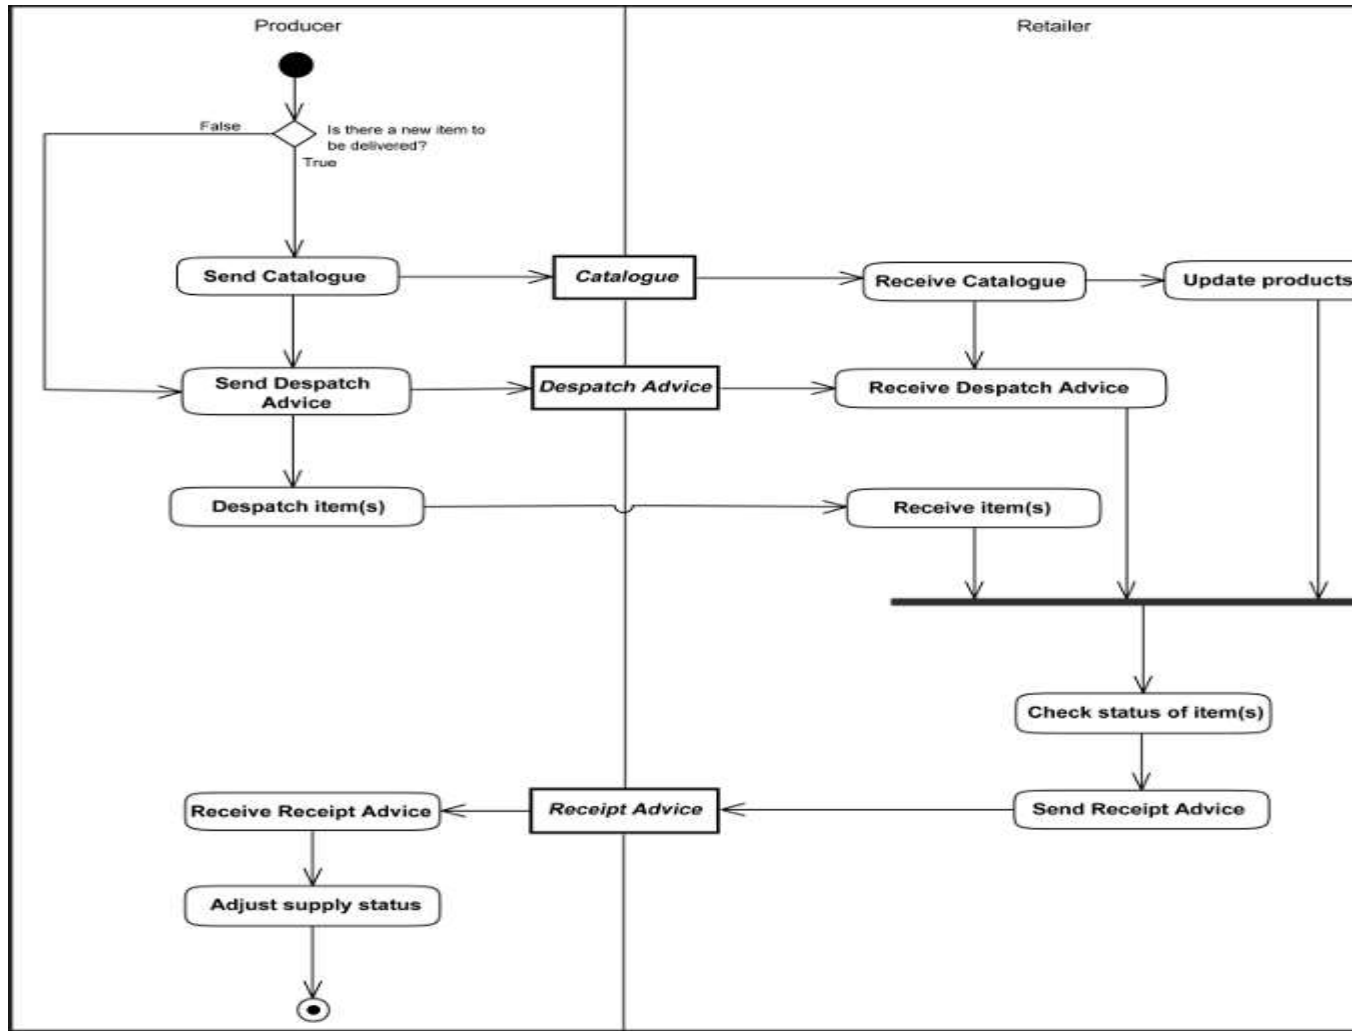 Producer
Retailer
False
Is there a new item to
be delivered?
True
Send Catalogue
Catalogue
Receive Catalogue
Update products
Send Despatch
Advice
Despatch Advice
Receive Despatch Advice
Despatch item(s)
Receive item(s)
Check status of item(s)
Receive Receipt Advice
Receipt Advice
Send Receipt Advice
Adjust supply status